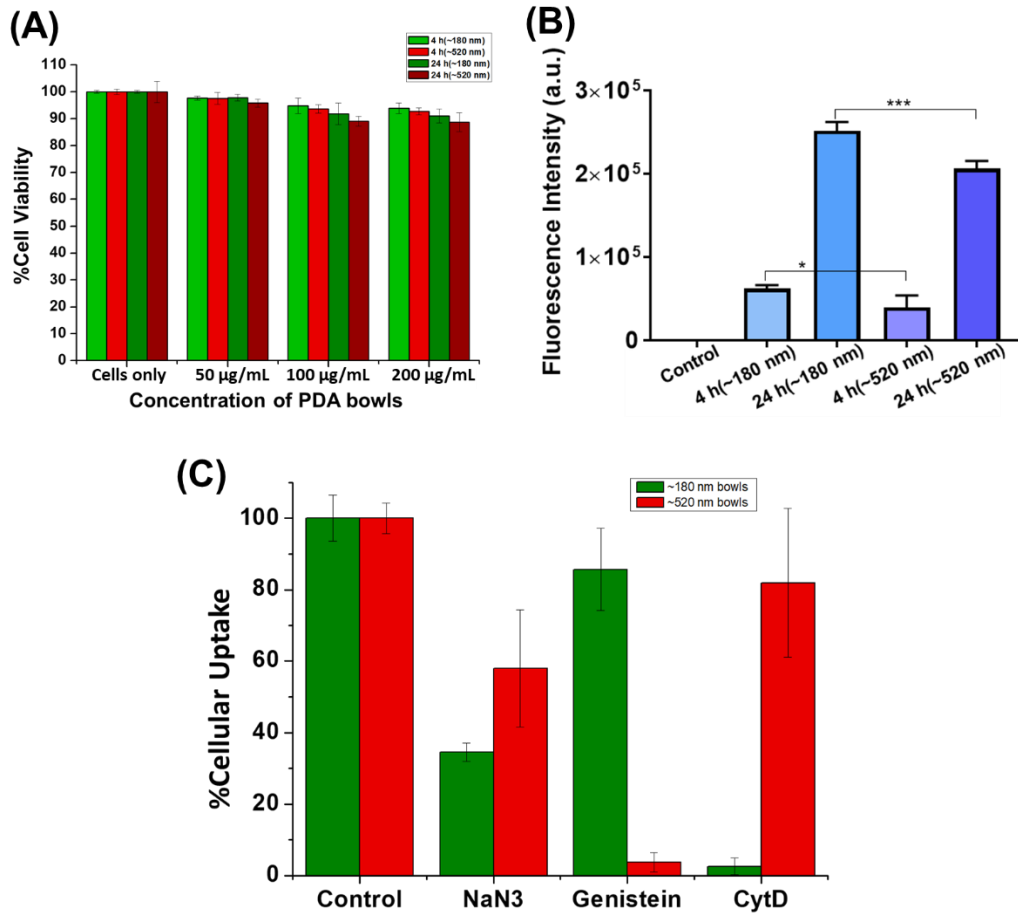 (A)
4 h(~180 nm)
4 h(~520 nm)
24 h(~180 nm)
24 h(~520 nm)
110
100
90
80
70
60
50
40
30
20
10
0
%Cell Viability
Cells only 50 µg/mL 100 µg/mL 200 µg/mL
Concentration of PDA bowls
(B)
Fluorescence Intensity (a.u.)
3×10⁵
2×10⁵
1×10⁵
0
***
*
Control
4 h(~180 nm)
24 h(~180 nm)
4 h(~520 nm)
24 h(~520 nm)
(C)
~180 nm bowls
~520 nm bowls
100
80
60
40
20
0
%Cellular Uptake
Control NaN3 Genistein CytD